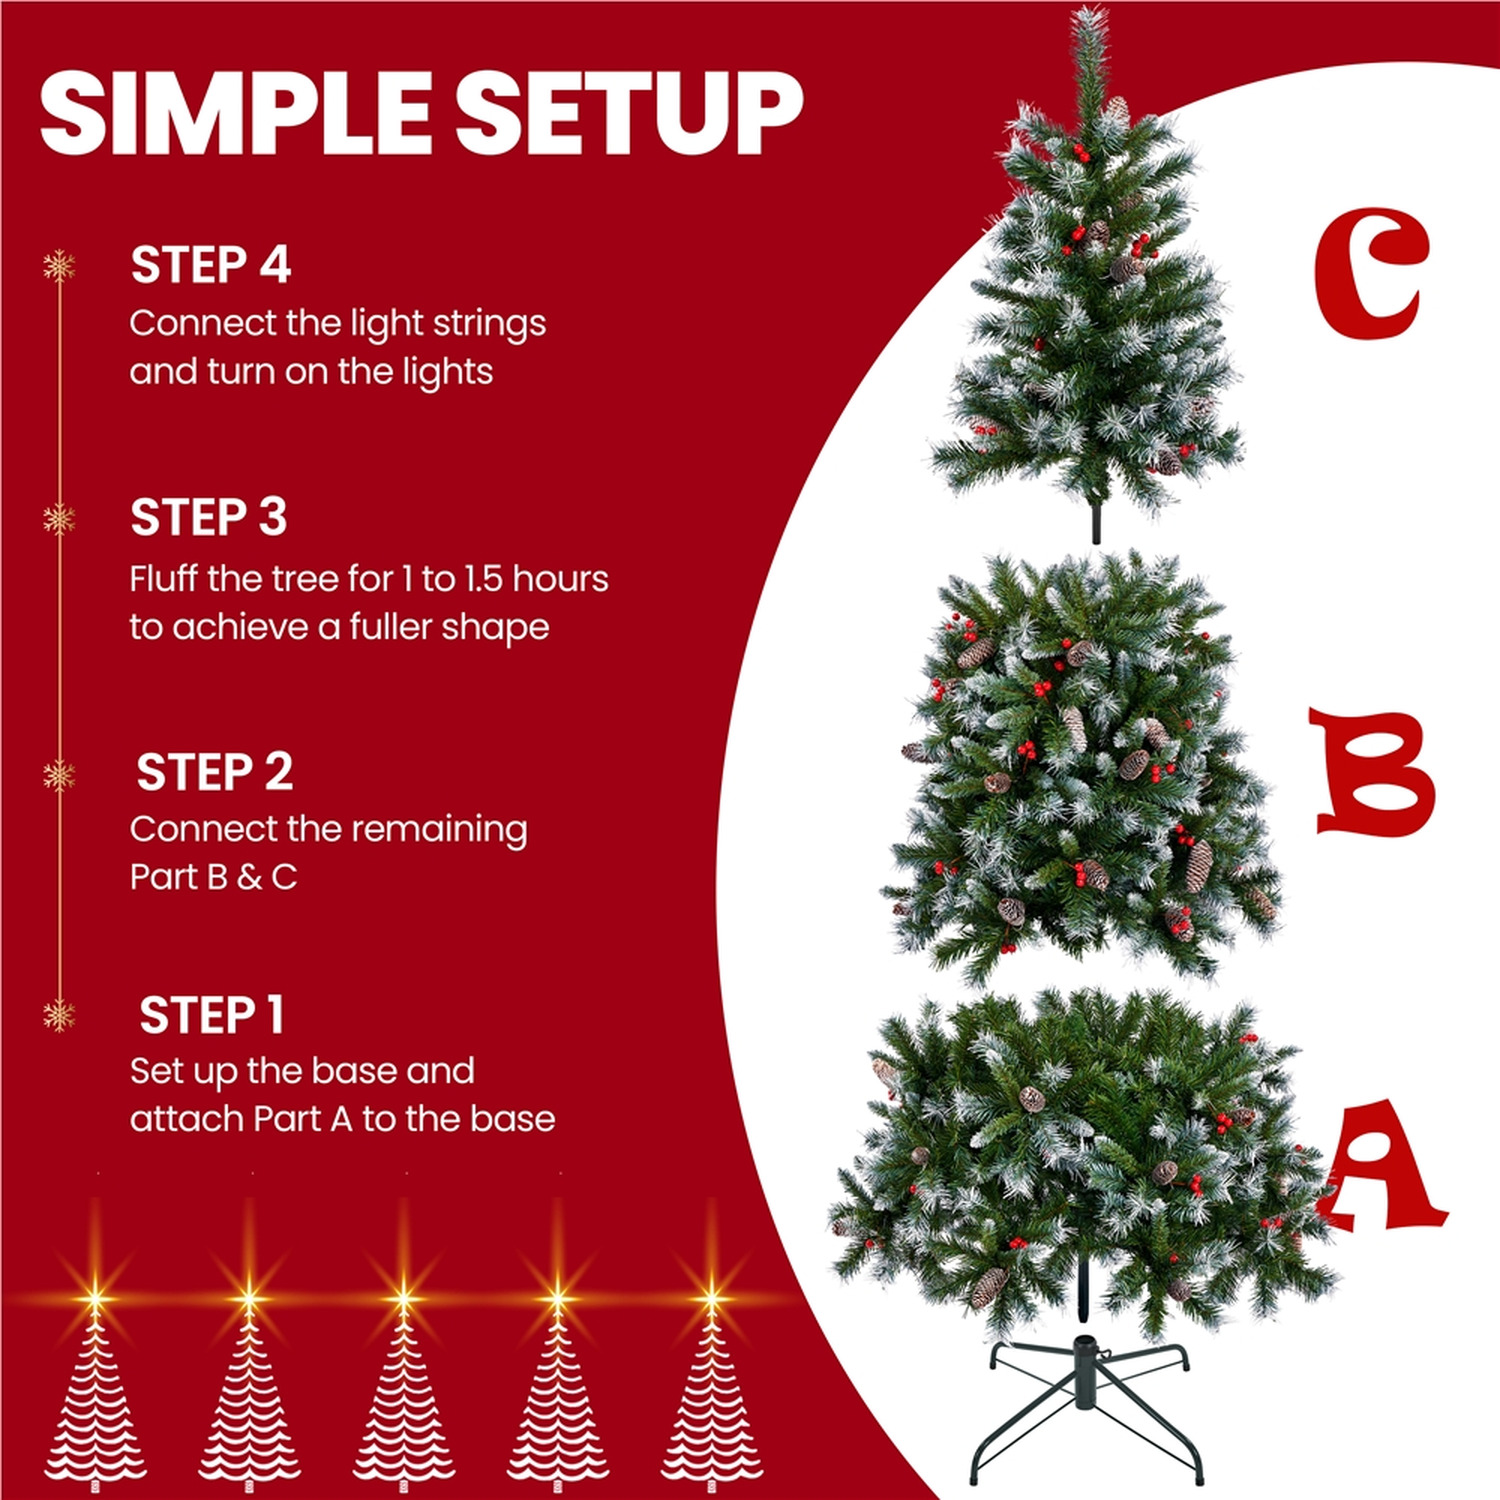 SIMPLE SETUP
STEP 4
Connect the light strings
and turn on the lights
STEP 3
Fluff the tree for 1 to 1.5 hours
to achieve a fuller shape
STEP 2
Connect the remaining
Part B & C
STEP 1
Set up the base and
attach Part A to the base
C
B
A